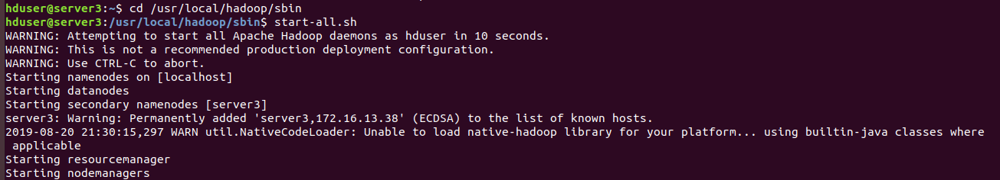 hduser@server3:~$ cd /usr/local/hadoop/sbin
hduser@server3:/usr/local/hadoop/sbin$ start-all.sh
WARNING: Attempting to start all Apache Hadoop daemons as hduser in 10 seconds.
WARNING: This is not a recommended production deployment configuration.
WARNING: Use CTRL-C to abort.
Starting namenodes on [localhost]
Starting datanodes
Starting secondary namenodes [server3]
server3: Warning: Permanently added 'server3,172.16.13.38' (ECDSA) to the list of known hosts.
2019-08-20 21:30:15,297 WARN util.NativeCodeLoader: Unable to load native-hadoop library for your platform... using builtin-java classes where
 applicable
Starting resourcemanager
Starting nodemanagers